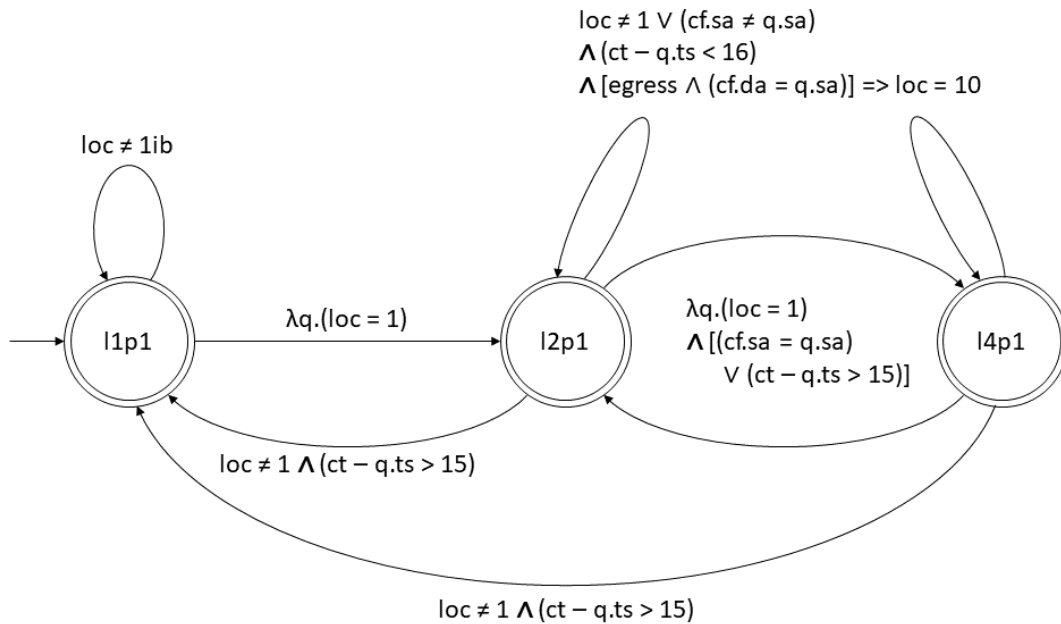 loc ≠ 1 ∨ (cf.sa ≠ q.sa)
∧ (ct – q.ts < 16)
∧ [egress ∧ (cf.da = q.sa)] => loc = 10
loc ≠ 1ib
l1p1
λq.(loc = 1)
l2p1
λq.(loc = 1)
∧ [(cf.sa = q.sa)
∨ (ct – q.ts > 15)]
l4p1
loc ≠ 1 ∧ (ct – q.ts > 15)
loc ≠ 1 ∧ (ct – q.ts > 15)